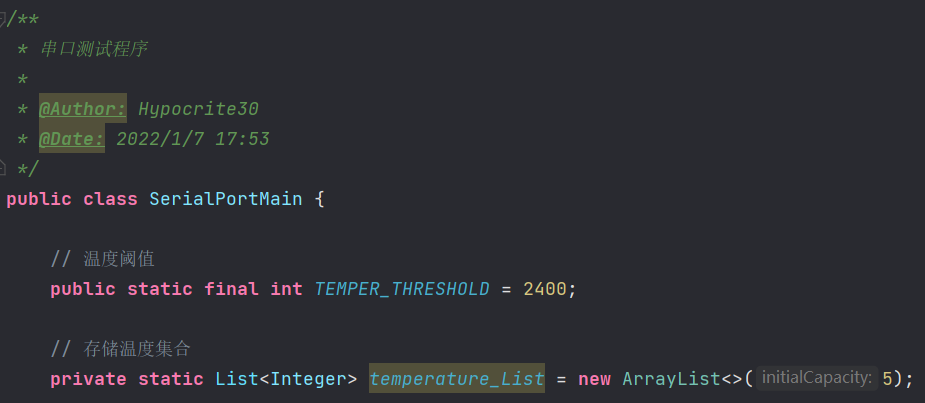 /**
 * 串口测试程序
 *
 * @Author: Hypocrite30
 * @Date: 2022/1/7 17:53
 */
public class SerialPortMain {
    // 温度阈值
    public static final int TEMPER_THRESHOLD = 2400;
    // 存储温度集合
    private static List<Integer> temperature_List = new ArrayList<>( initialCapacity: 5);